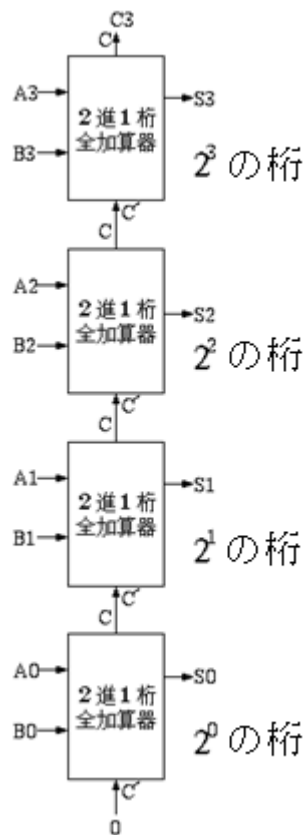 C3
C
A3
2進1桁
全加算器
S3
B3
2³の桁
C'
C
A2
2進1桁
全加算器
S2
B2
2²の桁
C'
C
A1
2進1桁
全加算器
S1
B1
2¹の桁
C'
C
A0
2進1桁
全加算器
S0
B0
2⁰の桁
C'
0